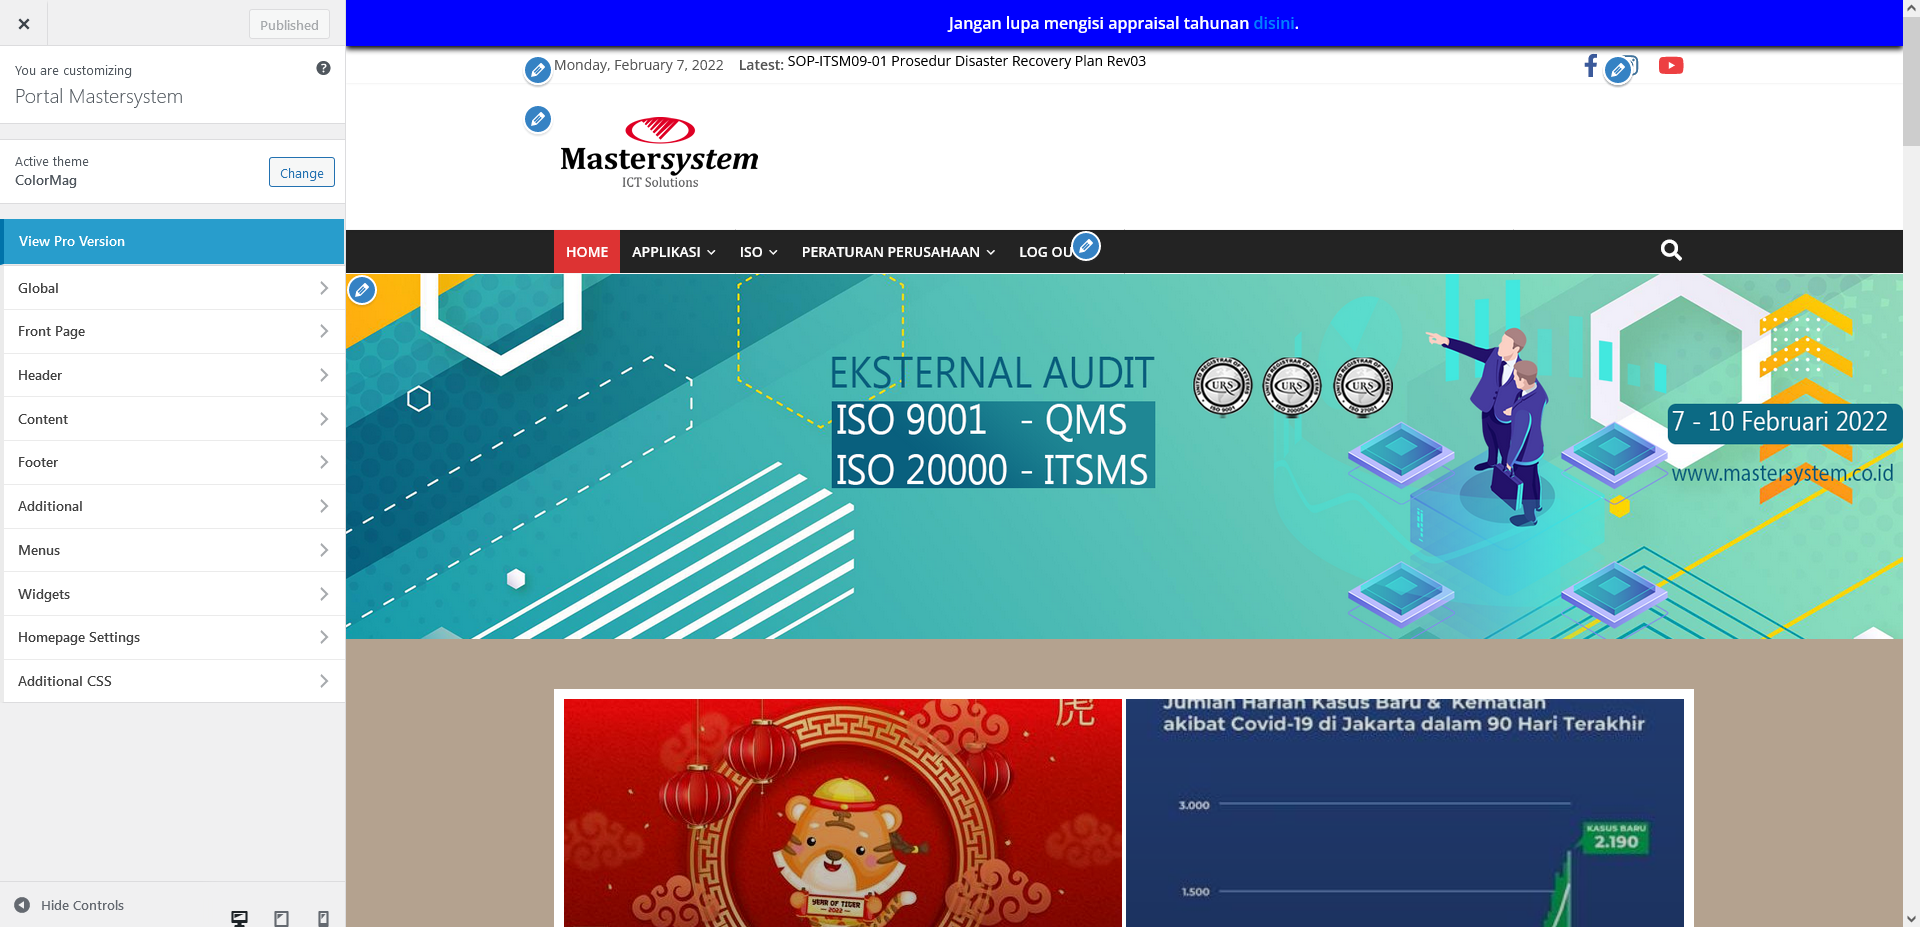 Published
You are customizing
Portal Mastersystem
Active theme
ColorMag
Change
View Pro Version
Global
Front Page
Header
Content
Footer
Additional
Menus
Widgets
Homepage Settings
Additional CSS
Hide Controls
Jangan lupa mengisi appraisal tahunan disini.
Monday, February 7, 2022 Latest: SOP-ITSM09-01 Prosedur Disaster Recovery Plan Rev03
Mastersystem
ICT Solutions
HOME APPLIKASI ISO PERATURAN PERUSAHAAN LOG OU
EKSTERNAL AUDIT
ISO 9001 - QMS
ISO 20000 - ITSMS
URS URS URS
7 - 10 Februari 2022
www.mastersystem.co.id
虎
YEAR OF TIGER
2022
Jumlah Harian Kasus Baru & Kematian
akibat Covid-19 di Jakarta dalam 90 Hari Terakhir
3.000
KASUS BARU
2.190
1.500